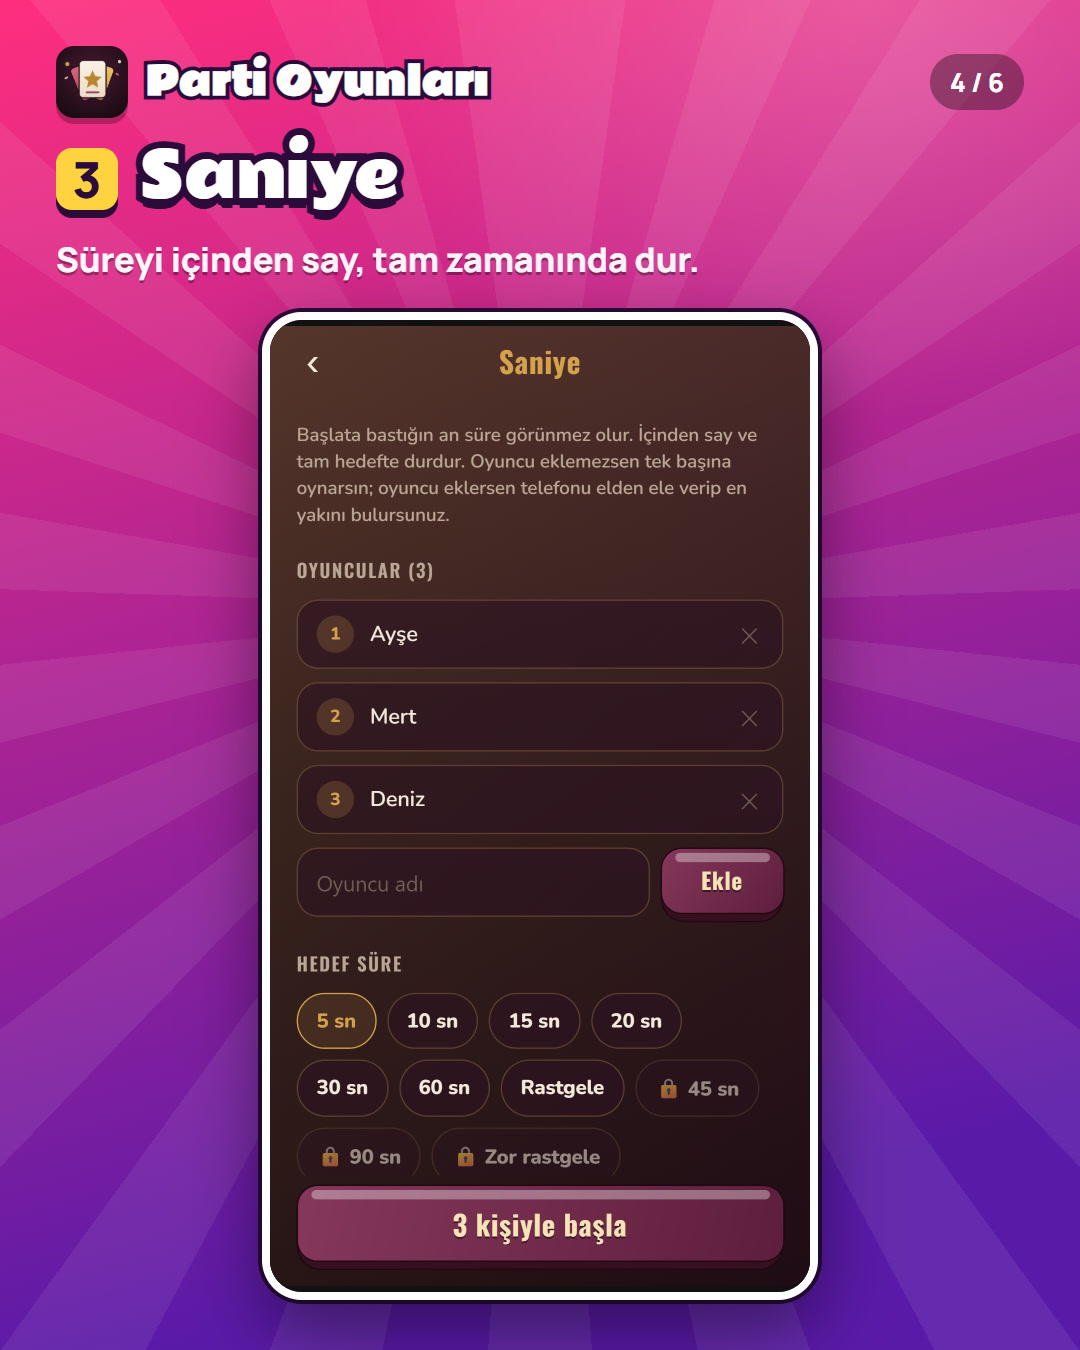 Parti Oyunları
4 / 6
3 Saniye
Süreyi içinden say, tam zamanında dur.
Saniye
Başlata bastığın an süre görünmez olur. İçinden say ve
tam hedefte durdur. Oyuncu eklemezsen tek başına
oynarsın; oyuncu eklersen telefonu elden ele verip en
yakını bulursunuz.
OYUNCULAR (3)
1 Ayşe
2 Mert
3 Deniz
Oyuncu adı
Ekle
HEDEF SÜRE
5 sn 10 sn 15 sn 20 sn
30 sn 60 sn Rastgele 45 sn
90 sn Zor rastgele
3 kişiyle başla